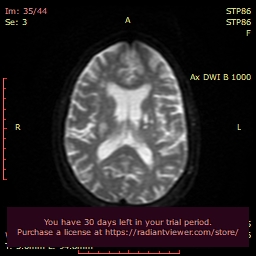 Im: 35/44
Se: 3
A
STP86
STP86
F
Ax DWI B 1000
R
L
You have 30 days left in your trial period.
Purchase a license at https://radiantviewer.com/store/